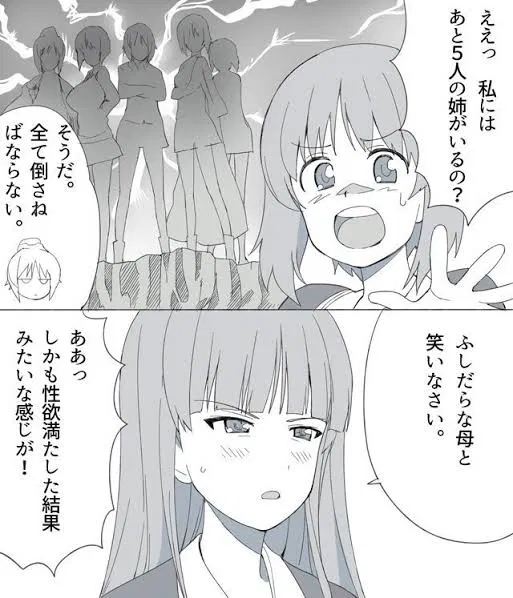 ええっ 私には
あと5人の姉がいるの?
そうだ。
全て倒さね
ばならない。
ふしだらな母と
笑いなさい。
ああっ
しかも性欲満たした結果
みたいな感じが!